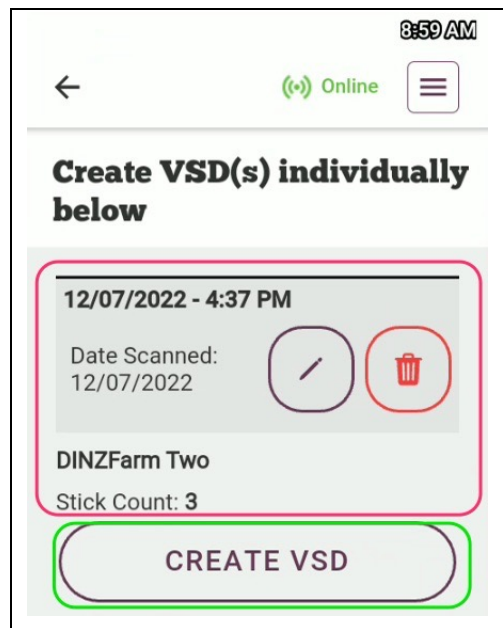 8:59 AM
Online
Create VSD(s) individually
below
12/07/2022 - 4:37 PM
Date Scanned:
12/07/2022
DINZFarm Two
Stick Count: 3
CREATE VSD